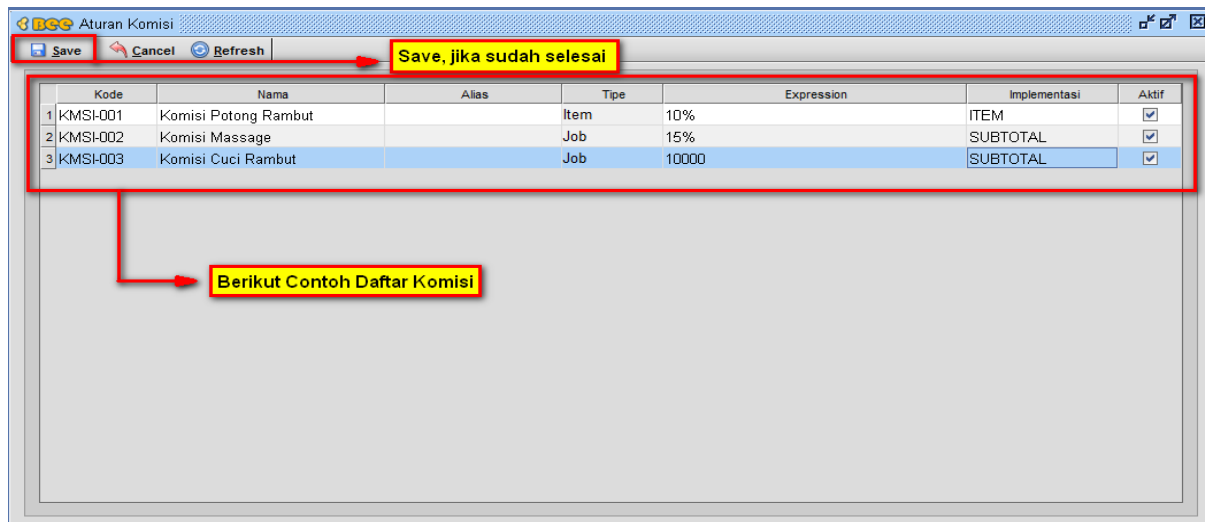 BEE Aturan Komisi
Save Cancel Refresh
Save, jika sudah selesai
Kode Nama Alias Tipe Expression Implementasi Aktif
1 KMSI-001 Komisi Potong Rambut Item 10% ITEM
2 KMSI-002 Komisi Massage Job 15% SUBTOTAL
3 KMSI-003 Komisi Cuci Rambut Job 10000 SUBTOTAL
Berikut Contoh Daftar Komisi